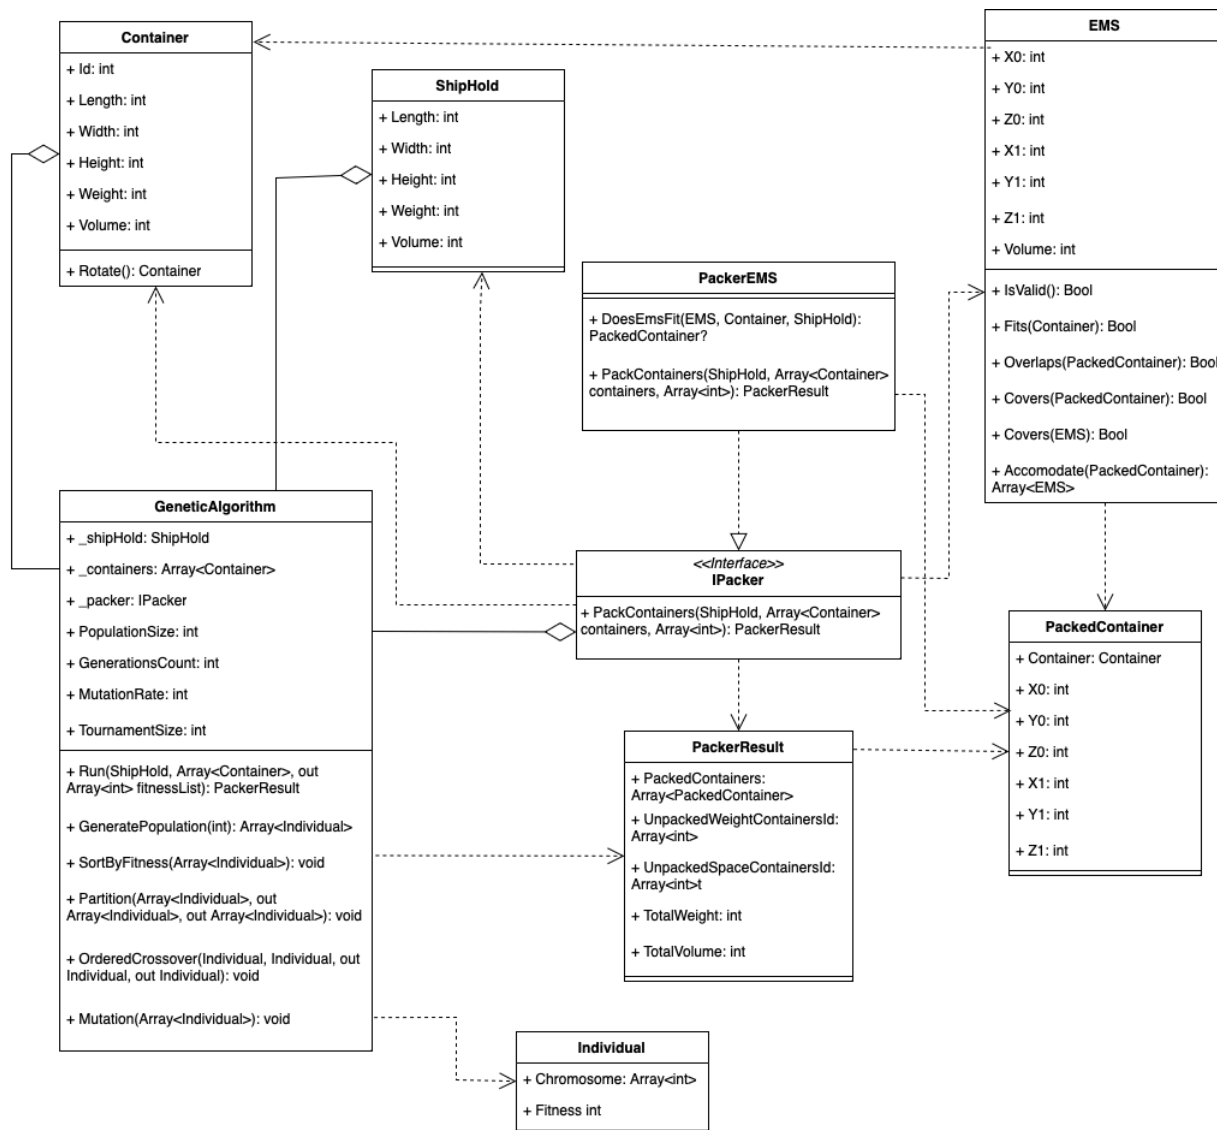 Container
+ Id: int
+ Length: int
+ Width: int
+ Height: int
+ Weight: int
+ Volume: int
+ Rotate(): Container
ShipHold
+ Length: int
+ Width: int
+ Height: int
+ Weight: int
+ Volume: int
EMS
+ X0: int
+ Y0: int
+ Z0: int
+ X1: int
+ Y1: int
+ Z1: int
+ Volume: int
+ IsValid(): Bool
+ Fits(Container): Bool
+ Overlaps(PackedContainer): Bool
+ Covers(PackedContainer): Bool
+ Covers(EMS): Bool
+ Accomodate(PackedContainer):
Array<EMS>
PackerEMS
+ DoesEmsFit(EMS, Container, ShipHold):
PackedContainer?
+ PackContainers(ShipHold, Array<Container>
containers, Array<int>): PackerResult
GeneticAlgorithm
+ _shipHold: ShipHold
+ _containers: Array<Container>
+ _packer: IPacker
+ PopulationSize: int
+ GenerationsCount: int
+ MutationRate: int
+ TournamentSize: int
+ Run(ShipHold, Array<Container>, out
Array<int> fitnessList): PackerResult
+ GeneratePopulation(int): Array<Individual>
+ SortByFitness(Array<Individual>): void
+ Partition(Array<Individual>, out
Array<Individual>, out Array<Individual>): void
+ OrderedCrossover(Individual, Individual, out
Individual, out Individual): void
+ Mutation(Array<Individual>): void
<<Interface>>
IPacker
+ PackContainers(ShipHold, Array<Container>
containers, Array<int>): PackerResult
PackedContainer
+ Container: Container
+ X0: int
+ Y0: int
+ Z0: int
+ X1: int
+ Y1: int
+ Z1: int
PackerResult
+ PackedContainers:
Array<PackedContainer>
+ UnpackedWeightContainersId:
Array<int>
+ UnpackedSpaceContainersId:
Array<int>t
+ TotalWeight: int
+ TotalVolume: int
Individual
+ Chromosome: Array<int>
+ Fitness int